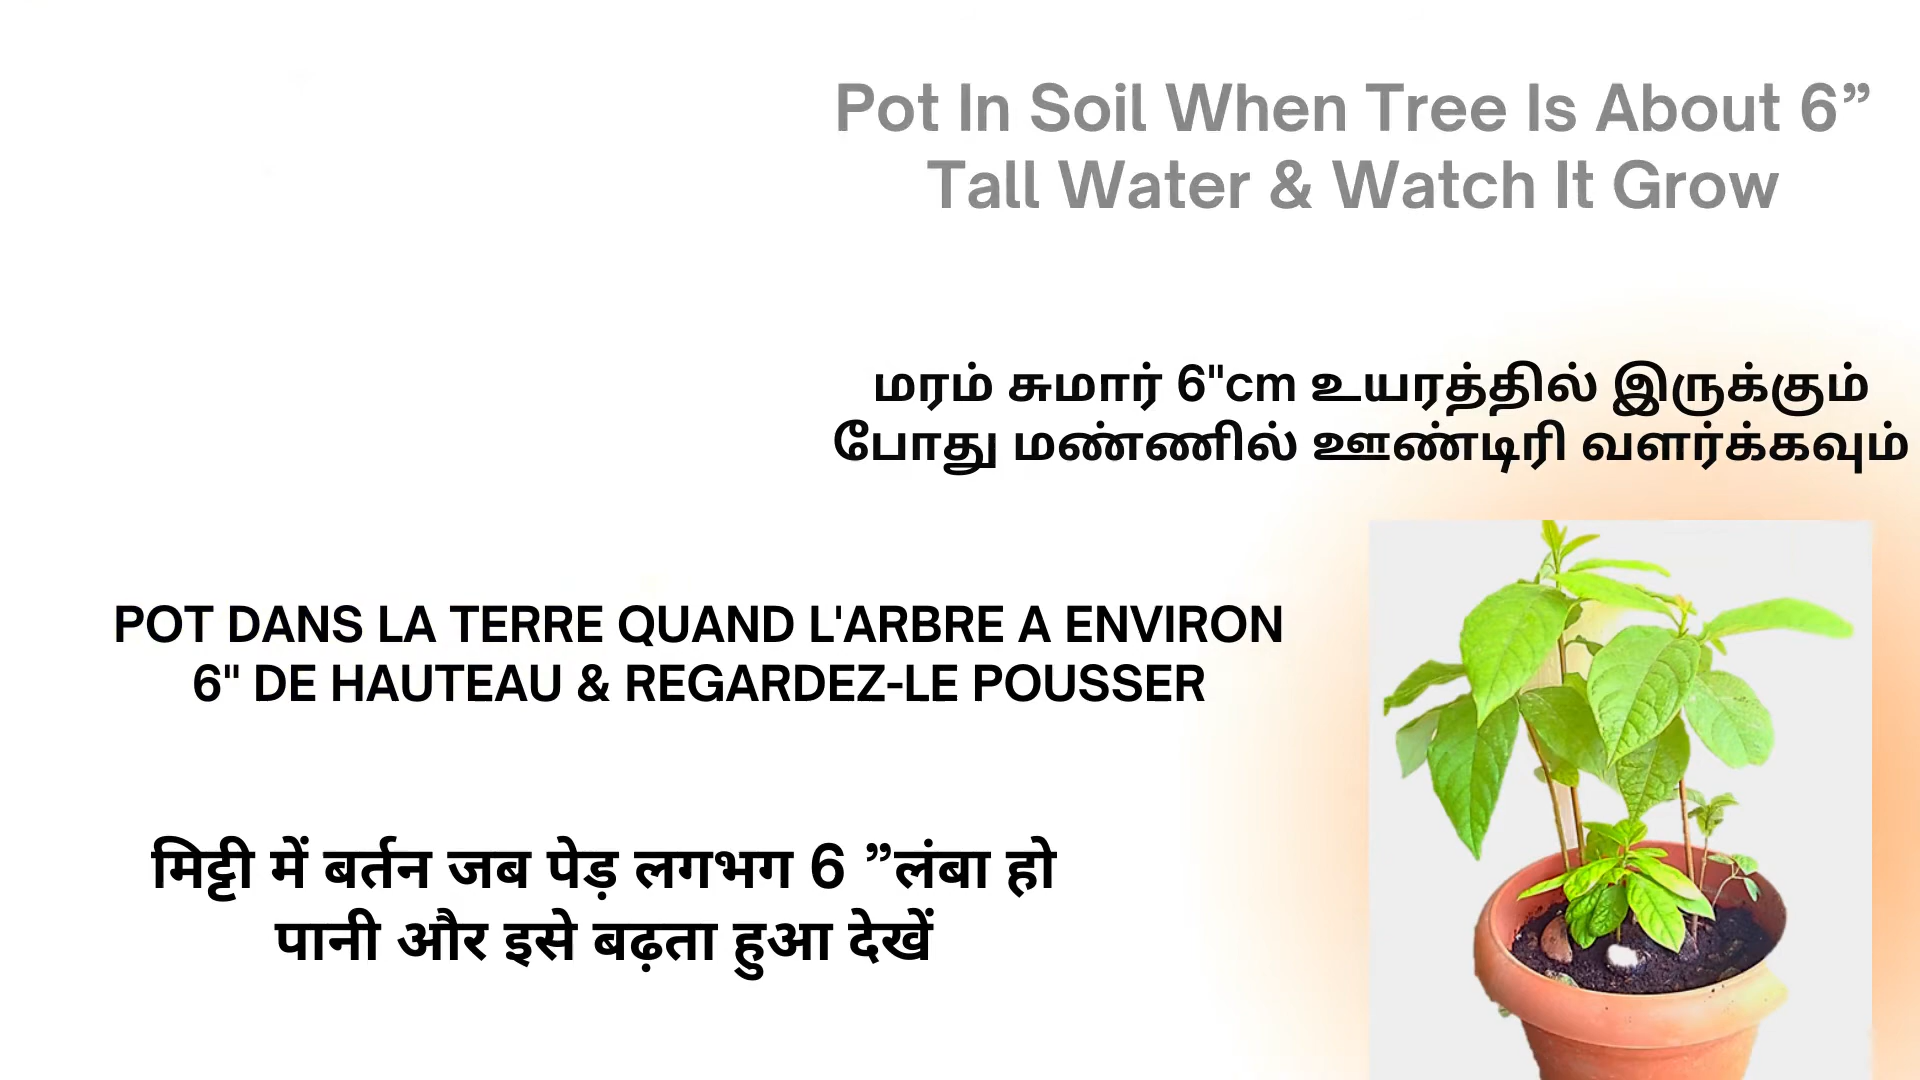 Pot In Soil When Tree Is About 6”
Tall Water & Watch It Grow
மரம் சுமார் 6"cm உயரத்தில் இருக்கும்
போது மண்ணில் ஊண்டிரி வளர்க்கவும்
POT DANS LA TERRE QUAND L'ARBRE A ENVIRON
6" DE HAUTEAU & REGARDEZ-LE POUSSER
मिट्टी में बर्तन जब पेड़ लगभग 6 ”लंबा हो
पानी और इसे बढ़ता हुआ देखें